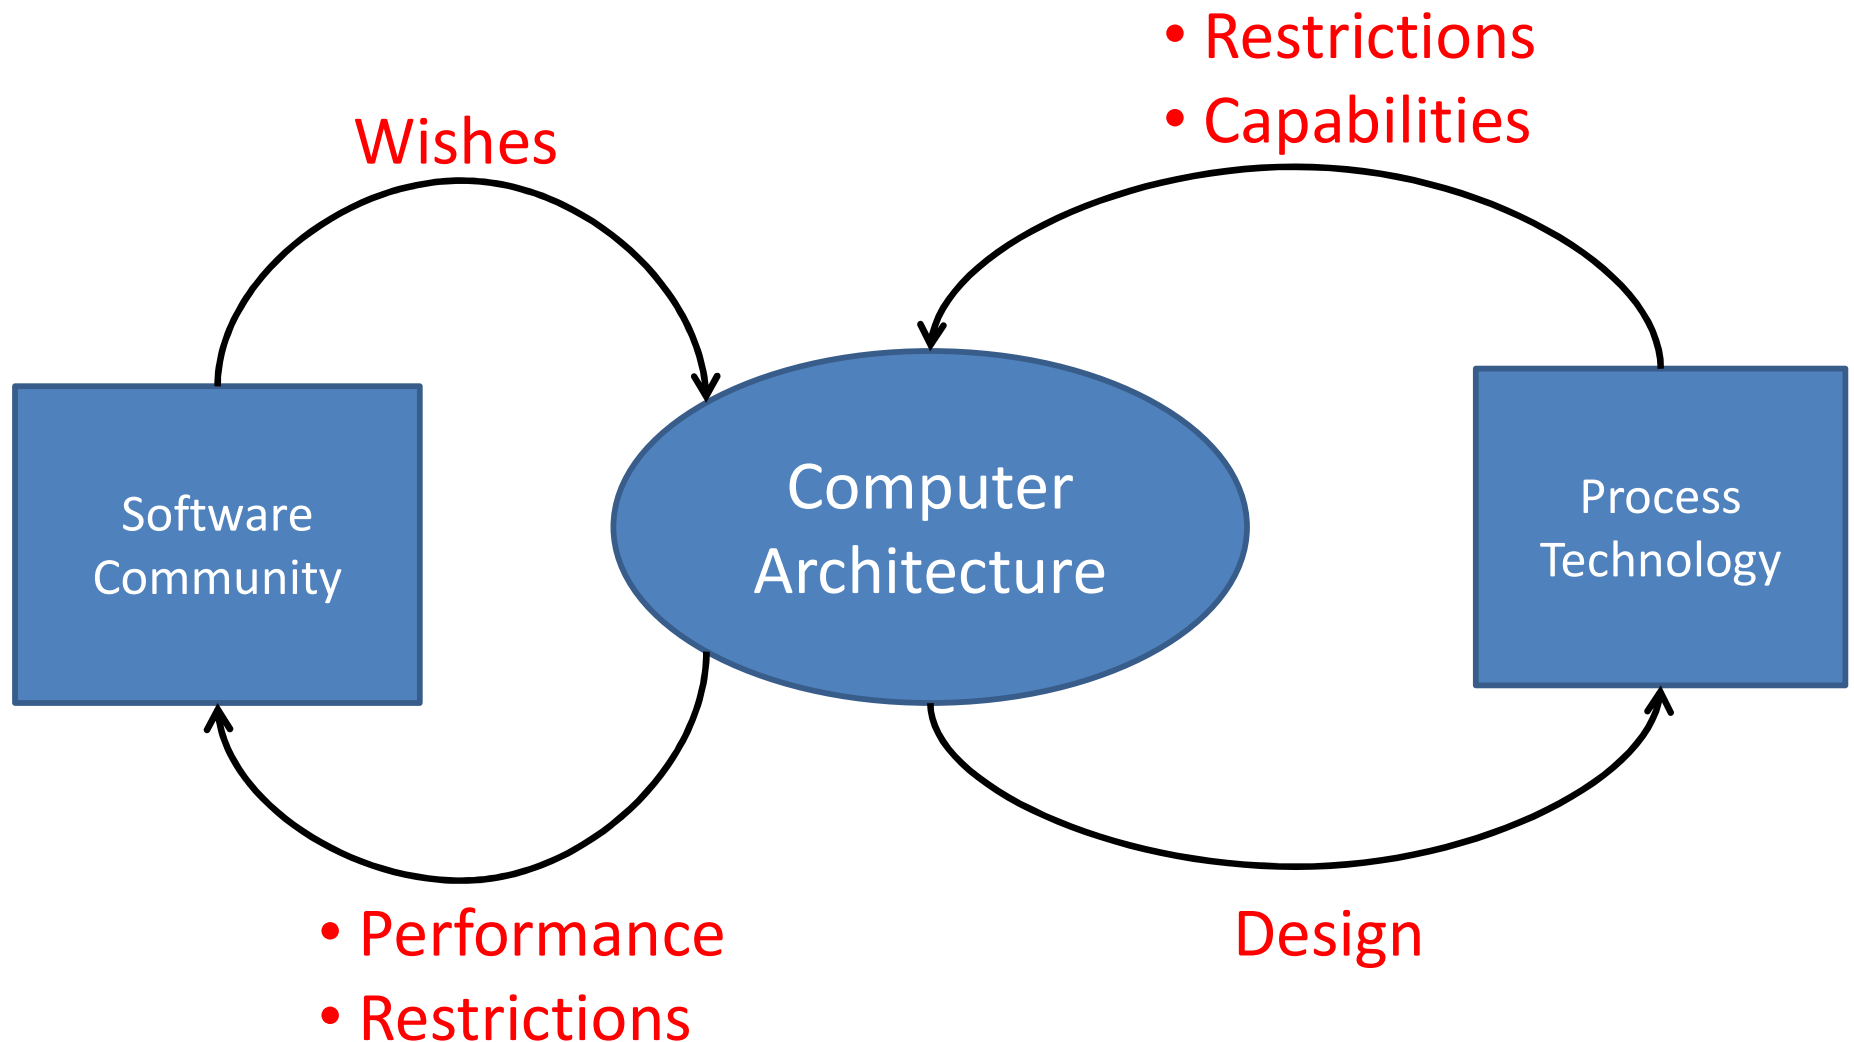 • Restrictions
• Capabilities
Wishes
Software
Community
Computer
Architecture
Process
Technology
• Performance
• Restrictions
Design